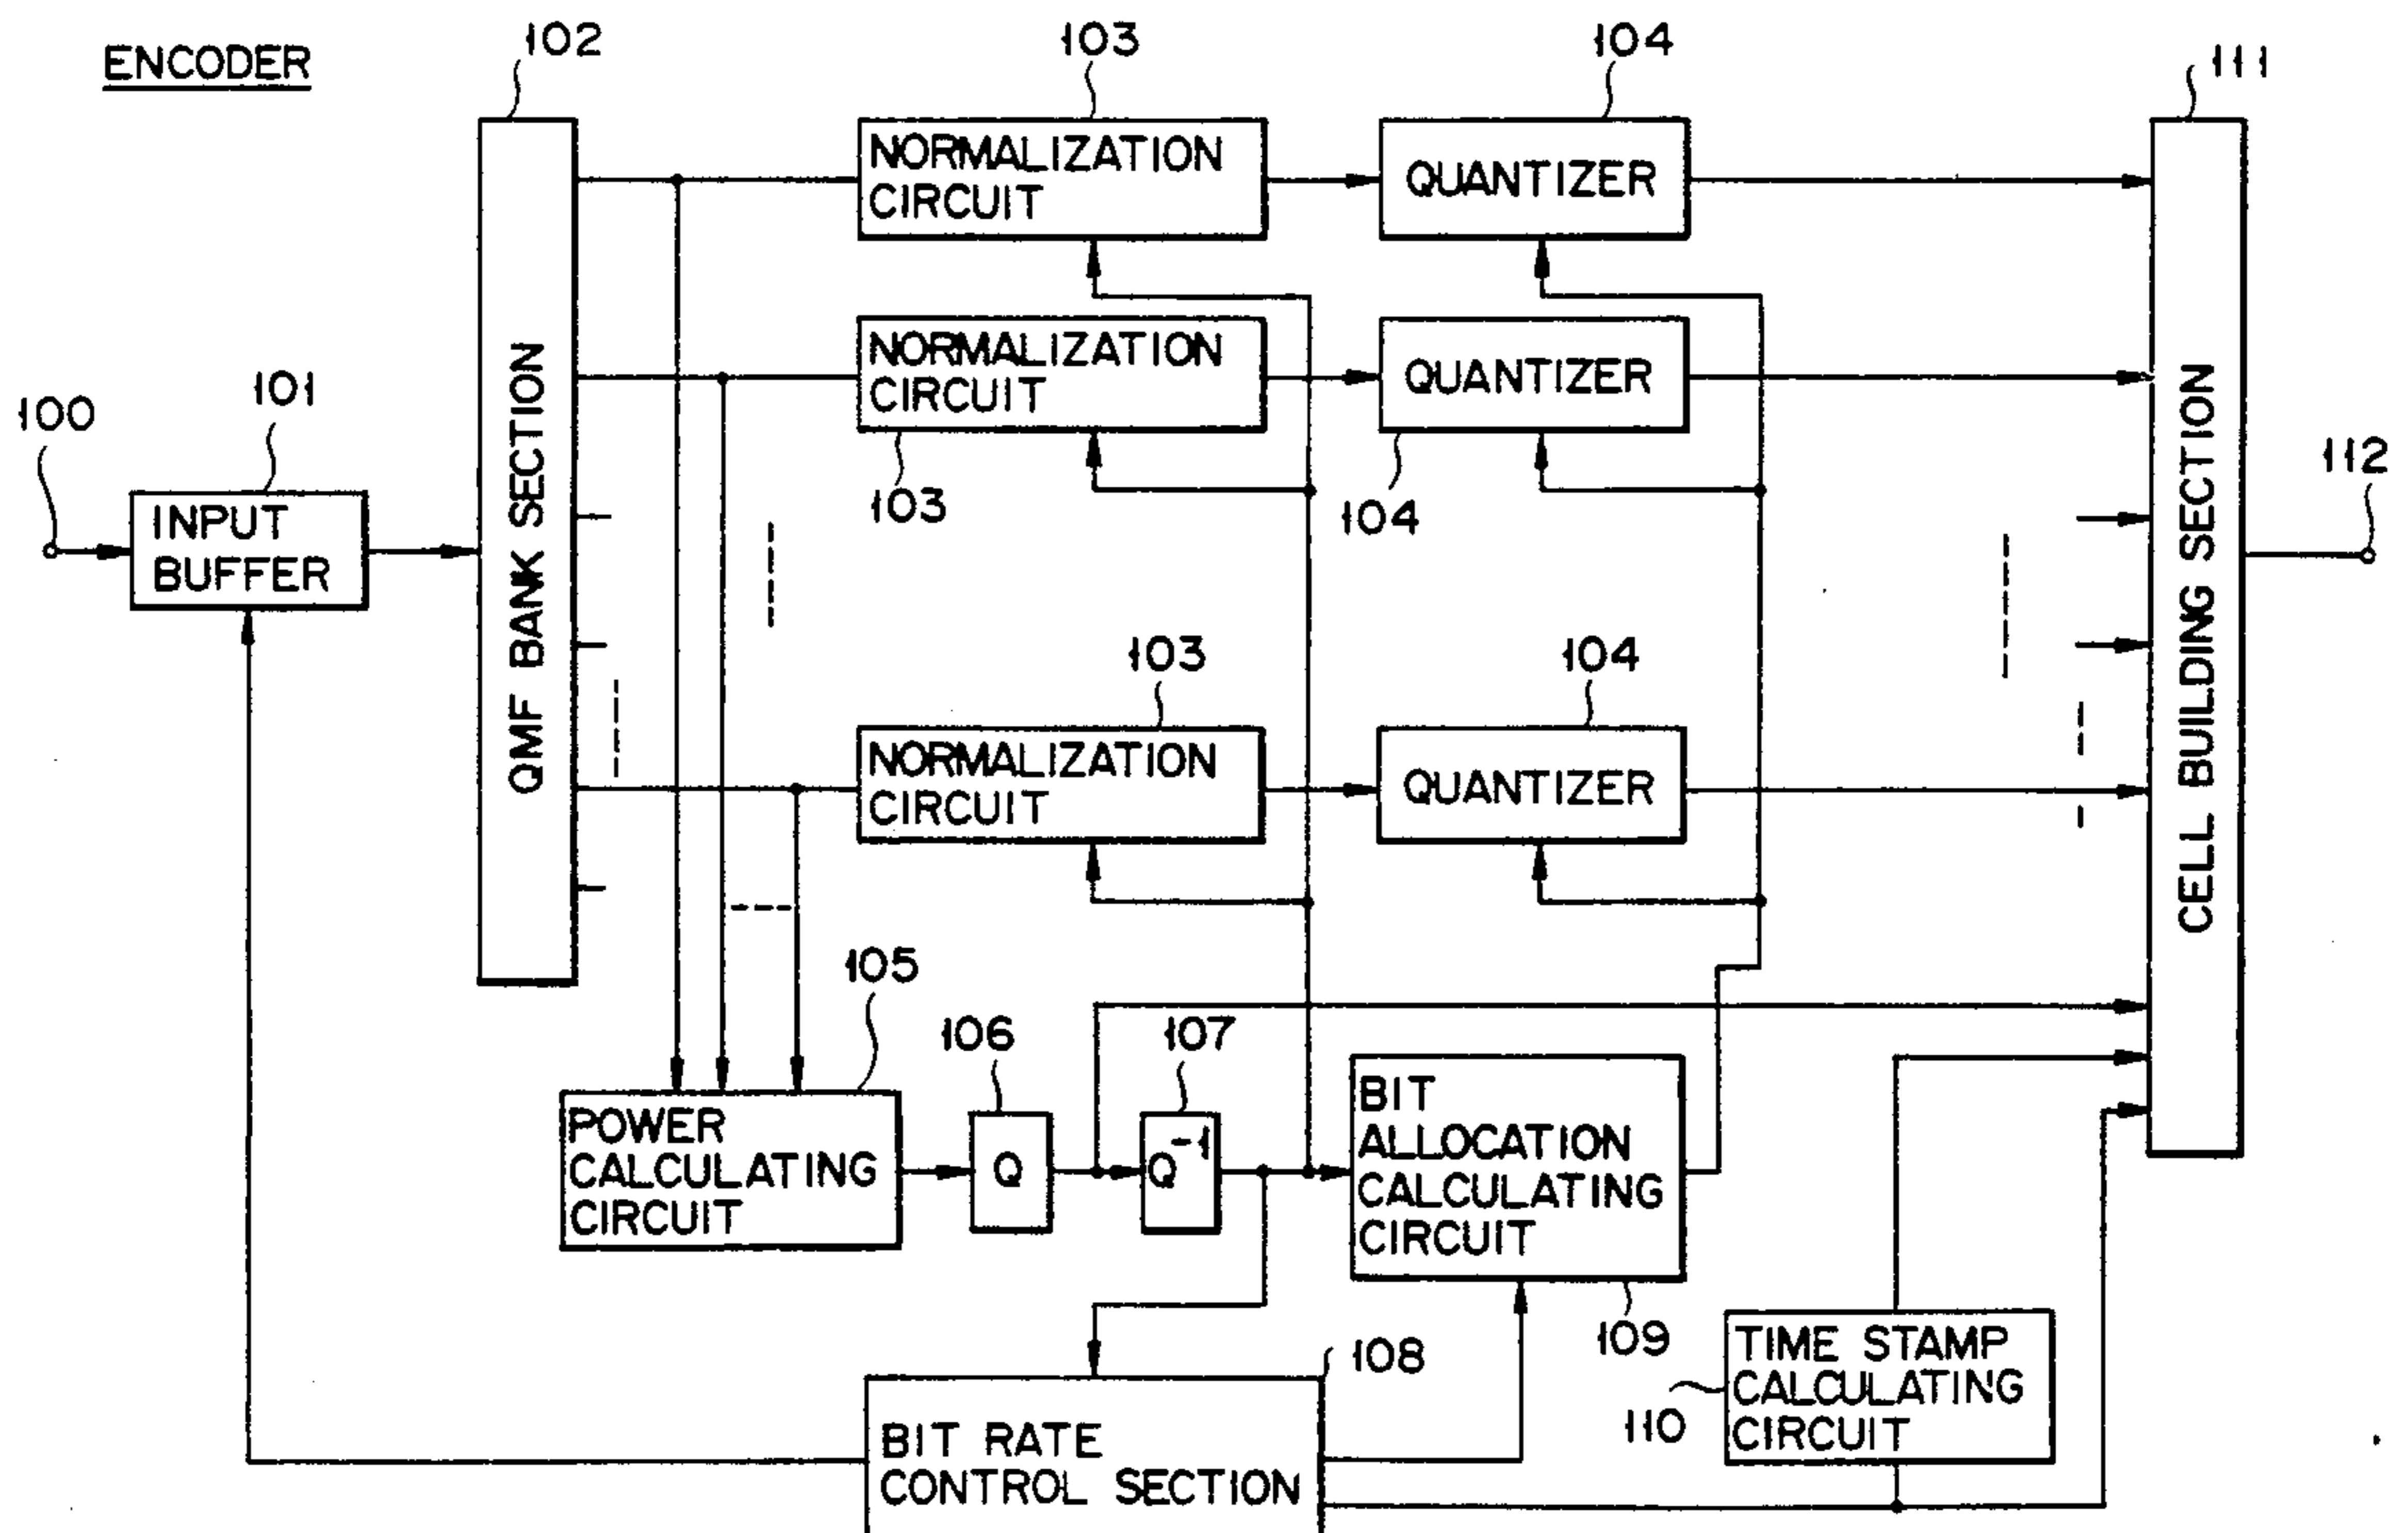 ENCODER
102
103
104
111
NORMALIZATION
CIRCUIT
QUANTIZER
100
101
INPUT
BUFFER
QMF BANK SECTION
NORMALIZATION
CIRCUIT
103
QUANTIZER
104
CELL BUILDING SECTION
112
103
104
NORMALIZATION
CIRCUIT
QUANTIZER
105
106
107
POWER
CALCULATING
CIRCUIT
Q
Q-1
BIT
ALLOCATION
CALCULATING
CIRCUIT
109
108
BIT RATE
CONTROL SECTION
110
TIME STAMP
CALCULATING
CIRCUIT